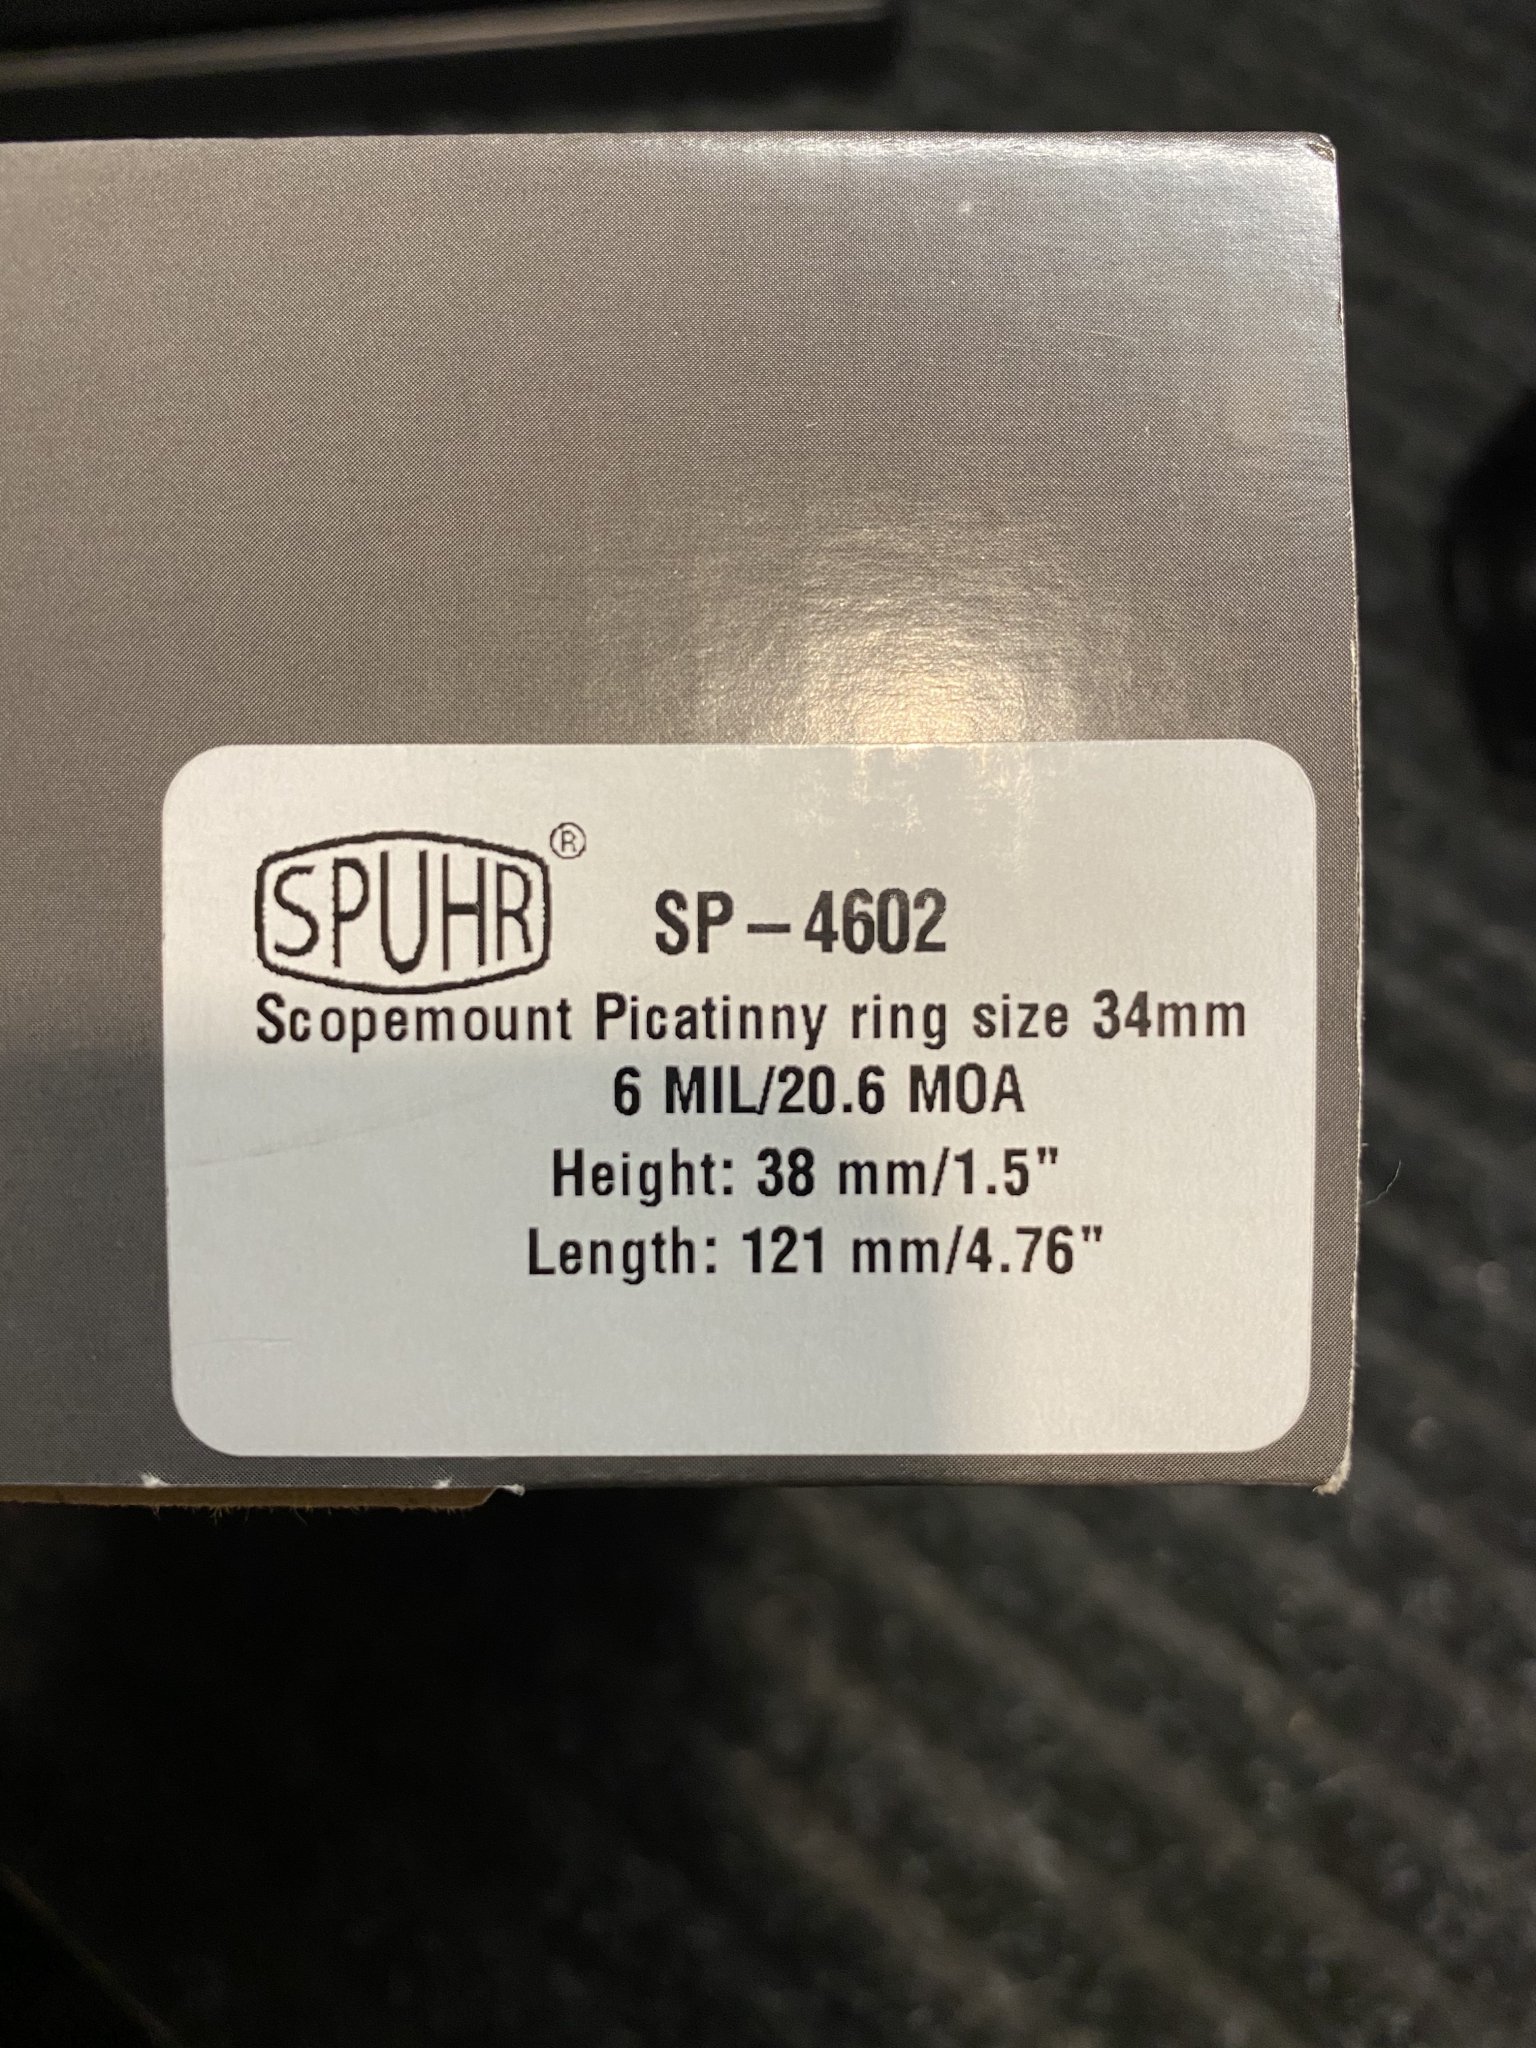 SPUHR® SP-4602
Scopemount Picatinny ring size 34mm
6 MIL/20.6 MOA
Height: 38 mm/1.5"
Length: 121 mm/4.76"